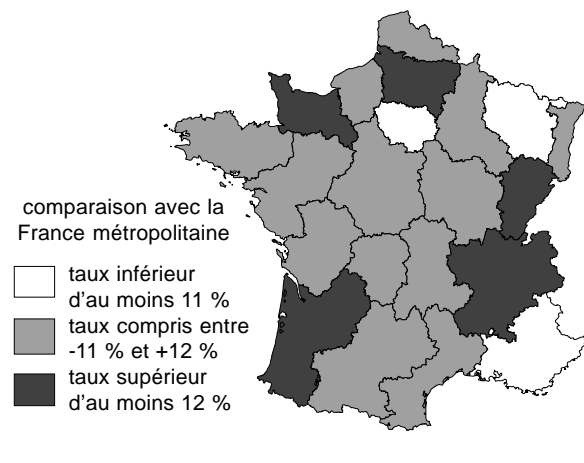 comparaison avec la
France métropolitaine
taux inférieur
d'au moins 11 %
taux compris entre
-11 % et +12 %
taux supérieur
d'au moins 12 %